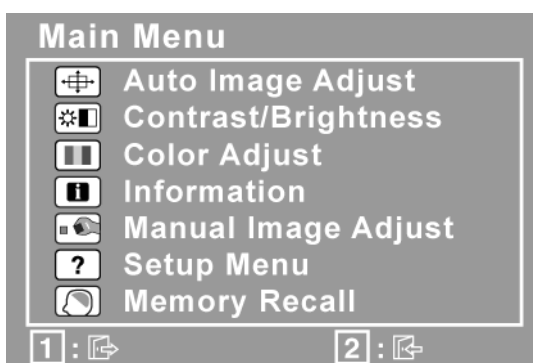 Main Menu
Auto Image Adjust
Contrast/Brightness
Color Adjust
i Information
Manual Image Adjust
? Setup Menu
Memory Recall
1 : 2 :